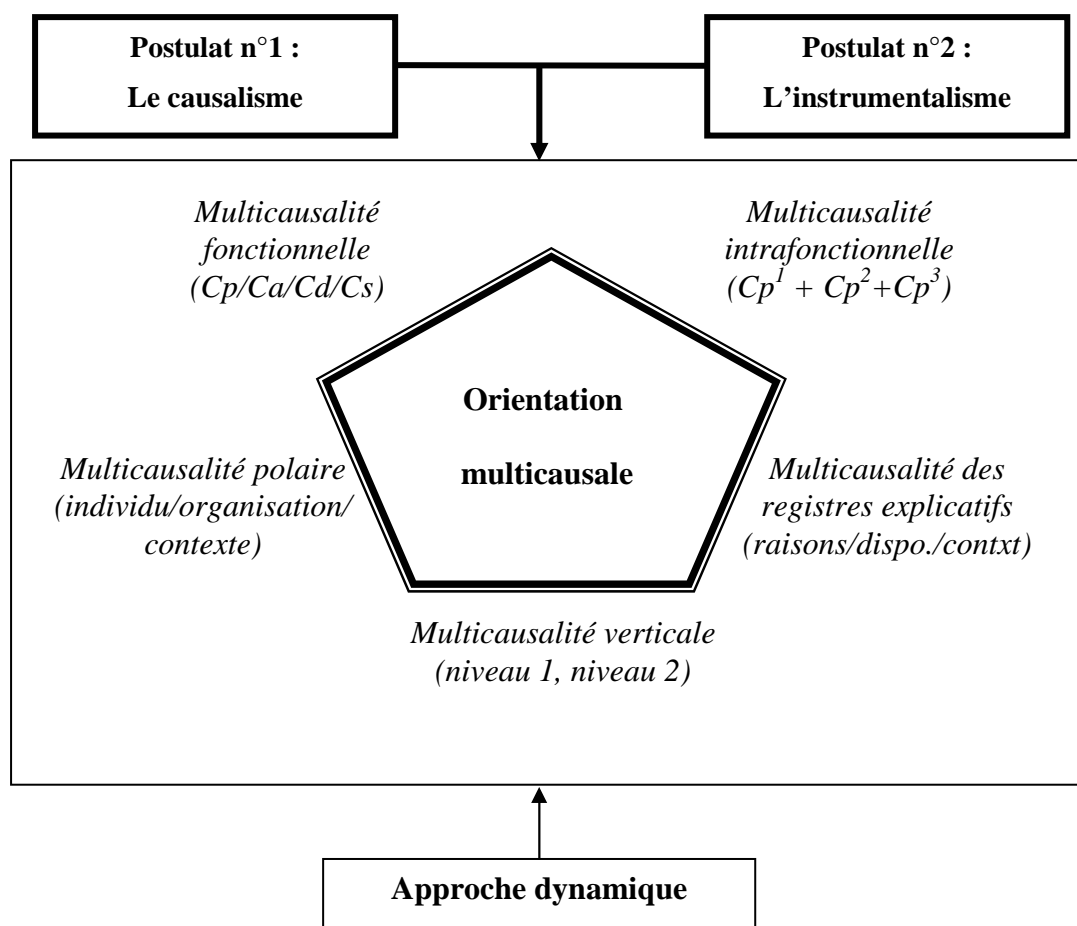 Postulat n°1 :
Le causalisme
Postulat n°2 :
L'instrumentalisme
Multicausalité
fonctionnelle
(Cp/Ca/Cd/Cs)
Multicausalité
intrafonctionnelle
(Cp¹ + Cp²+Cp³)
Orientation
multicausale
Multicausalité polaire
(individu/organisation/
contexte)
Multicausalité des
registres explicatifs
(raisons/dispo./contxt)
Multicausalité verticale
(niveau 1, niveau 2)
Approche dynamique